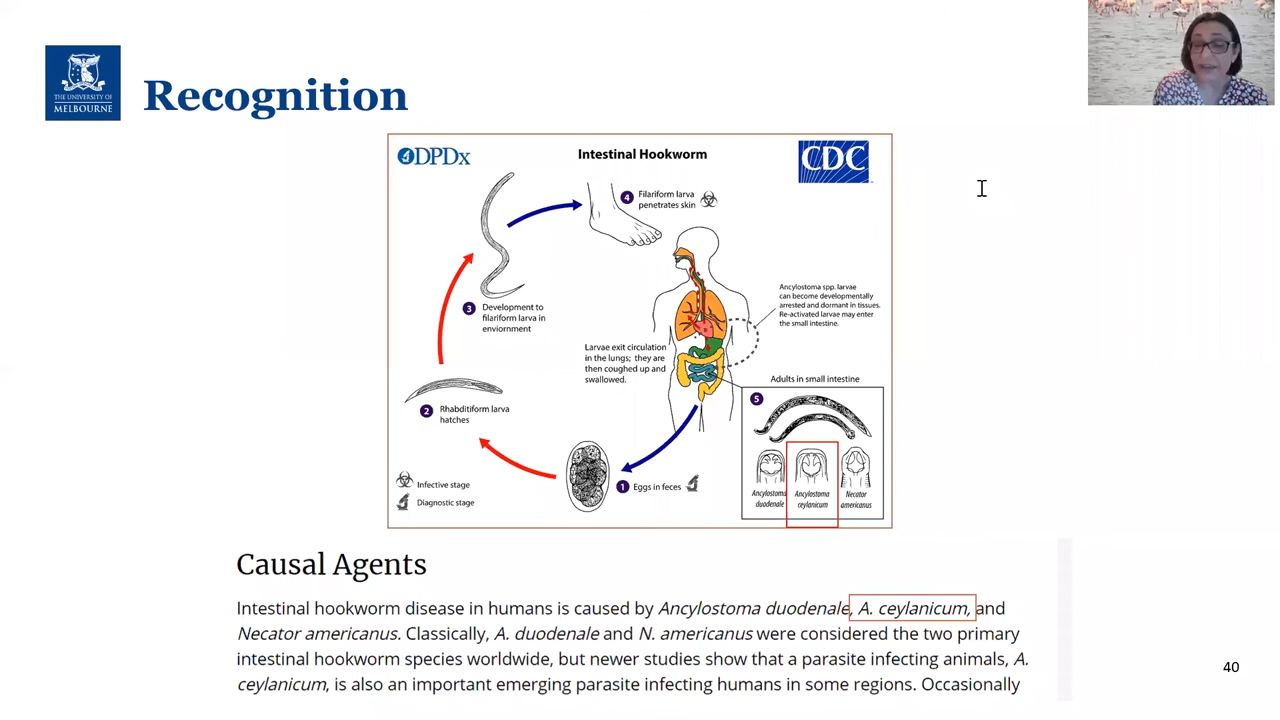 THE UNIVERSITY OF
MELBOURNE
Recognition
DPDx
Intestinal Hookworm
CDC
4
Filariform larva
penetrates skin
3
Development to
filariform larva in
enviornment
Ancylostoma spp. larvae
can become developmentally
arrested and dormant in tissues.
Re-activated larvae may enter
the small intestine.
Larvae exit circulation
in the lungs; they are
then coughed up and
swallowed.
Adults in small intestine
5
2
Rhabditiform larva
hatches
Ancylostoma
duodenale
Ancylostoma
ceylanicum
Necator
americanus
1
Eggs in feces
Infective stage
Diagnostic stage
Causal Agents
Intestinal hookworm disease in humans is caused by Ancylostoma duodenale, A. ceylanicum, and
Necator americanus. Classically, A. duodenale and N. americanus were considered the two primary
intestinal hookworm species worldwide, but newer studies show that a parasite infecting animals, A.
ceylanicum, is also an important emerging parasite infecting humans in some regions. Occasionally
40